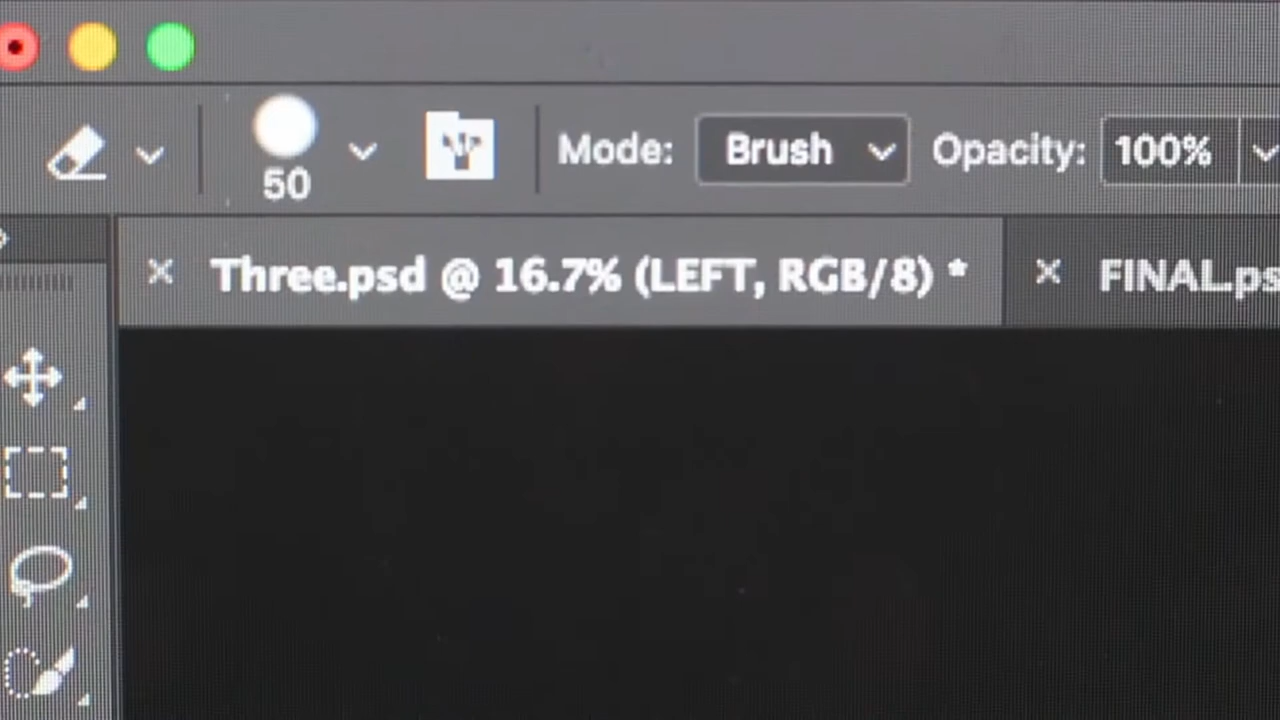 Mode: Brush Opacity: 100%
50
Three.psd @ 16.7% (LEFT, RGB/8) * FINAL.ps